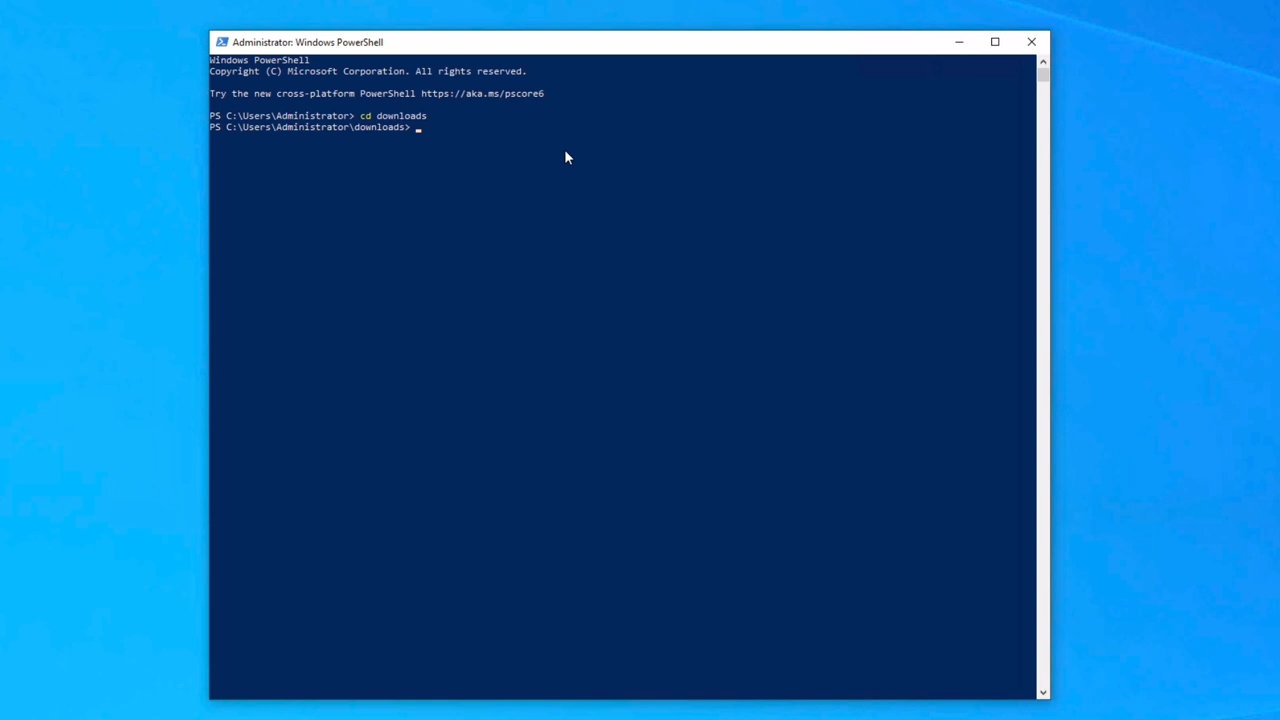 Administrator: Windows PowerShell
Windows PowerShell
Copyright (C) Microsoft Corporation. All rights reserved.
Try the new cross-platform PowerShell https://aka.ms/pscore6
PS C:\Users\Administrator> cd downloads
PS C:\Users\Administrator\downloads>